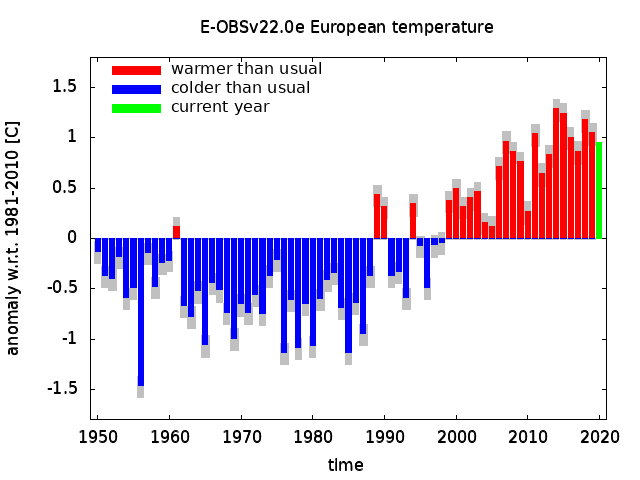 E-OBSv22.0e European temperature
warmer than usual
colder than usual
current year
1.5
1
0.5
0
-0.5
-1
-1.5
anomaly w.r.t. 1981-2010 [C]
1950 1960 1970 1980 1990 2000 2010 2020
time